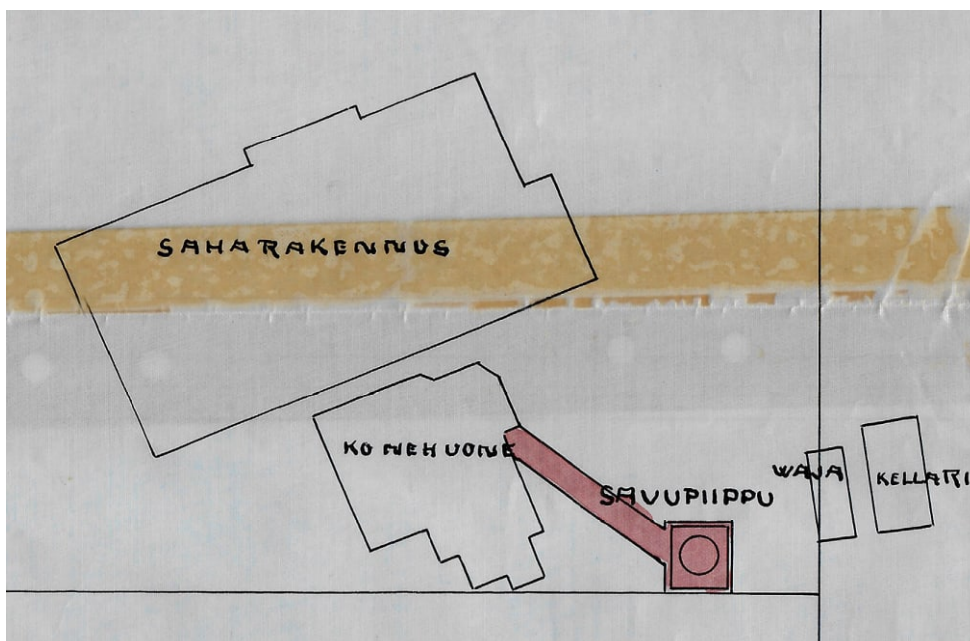 SAHARAKENNUS
KONEHUONE
SAVUPIIPPU
WAJA
KELLARI